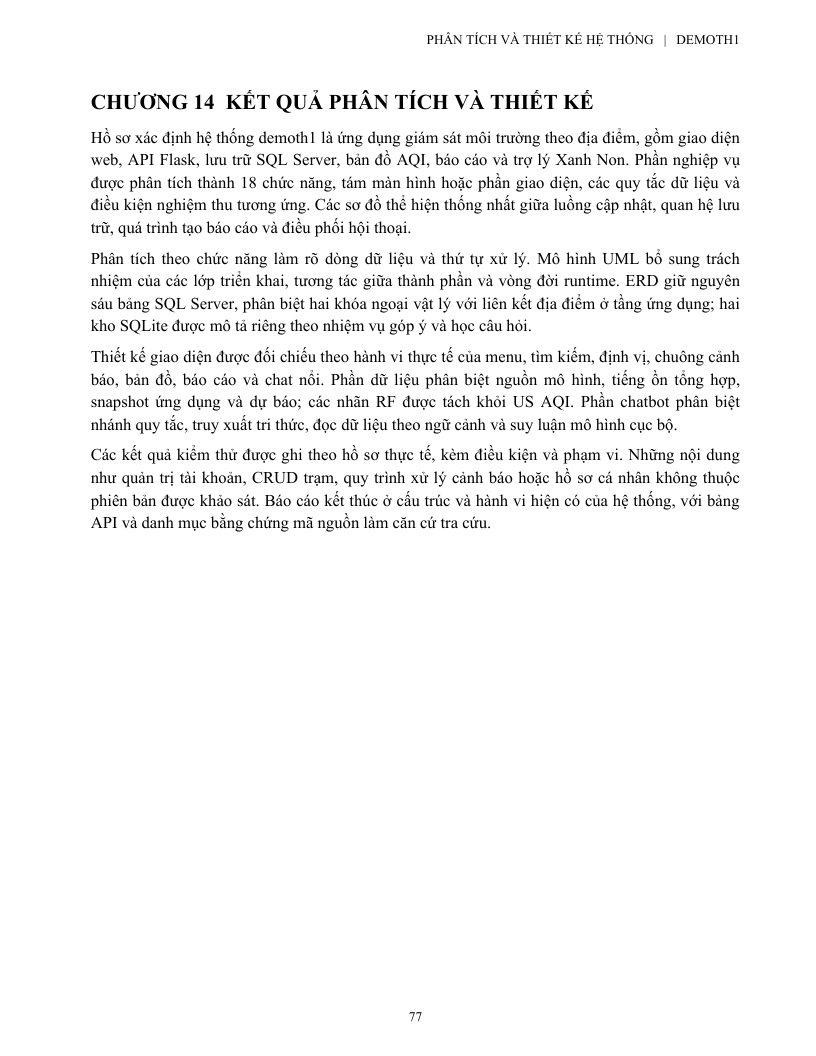 PHÂN TÍCH VÀ THIẾT KẾ HỆ THỐNG | DEMOTH1
CHƯƠNG 14 KẾT QUẢ PHÂN TÍCH VÀ THIẾT KẾ
Hồ sơ xác định hệ thống demoth1 là ứng dụng giám sát môi trường theo địa điểm, gồm giao diện
web, API Flask, lưu trữ SQL Server, bản đồ AQI, báo cáo và trợ lý Xanh Non. Phần nghiệp vụ
được phân tích thành 18 chức năng, tám màn hình hoặc phần giao diện, các quy tắc dữ liệu và
điều kiện nghiệm thu tương ứng. Các sơ đồ thể hiện thống nhất giữa luồng cập nhật, quan hệ lưu
trữ, quá trình tạo báo cáo và điều phối hội thoại.
Phân tích theo chức năng làm rõ dòng dữ liệu và thứ tự xử lý. Mô hình UML bổ sung trách
nhiệm của các lớp triển khai, tương tác giữa thành phần và vòng đời runtime. ERD giữ nguyên
sáu bảng SQL Server, phân biệt hai khóa ngoại vật lý với liên kết địa điểm ở tầng ứng dụng; hai
kho SQLite được mô tả riêng theo nhiệm vụ góp ý và học câu hỏi.
Thiết kế giao diện được đối chiếu theo hành vi thực tế của menu, tìm kiếm, định vị, chuông cảnh
báo, bản đồ, báo cáo và chat nổi. Phần dữ liệu phân biệt nguồn mô hình, tiếng ồn tổng hợp,
snapshot ứng dụng và dự báo; các nhãn RF được tách khỏi US AQI. Phần chatbot phân biệt
nhánh quy tắc, truy xuất tri thức, đọc dữ liệu theo ngữ cảnh và suy luận mô hình cục bộ.
Các kết quả kiểm thử được ghi theo hồ sơ thực tế, kèm điều kiện và phạm vi. Những nội dung
như quản trị tài khoản, CRUD trạm, quy trình xử lý cảnh báo hoặc hồ sơ cá nhân không thuộc
phiên bản được khảo sát. Báo cáo kết thúc ở cấu trúc và hành vi hiện có của hệ thống, với bảng
API và danh mục bằng chứng mã nguồn làm căn cứ tra cứu.
77